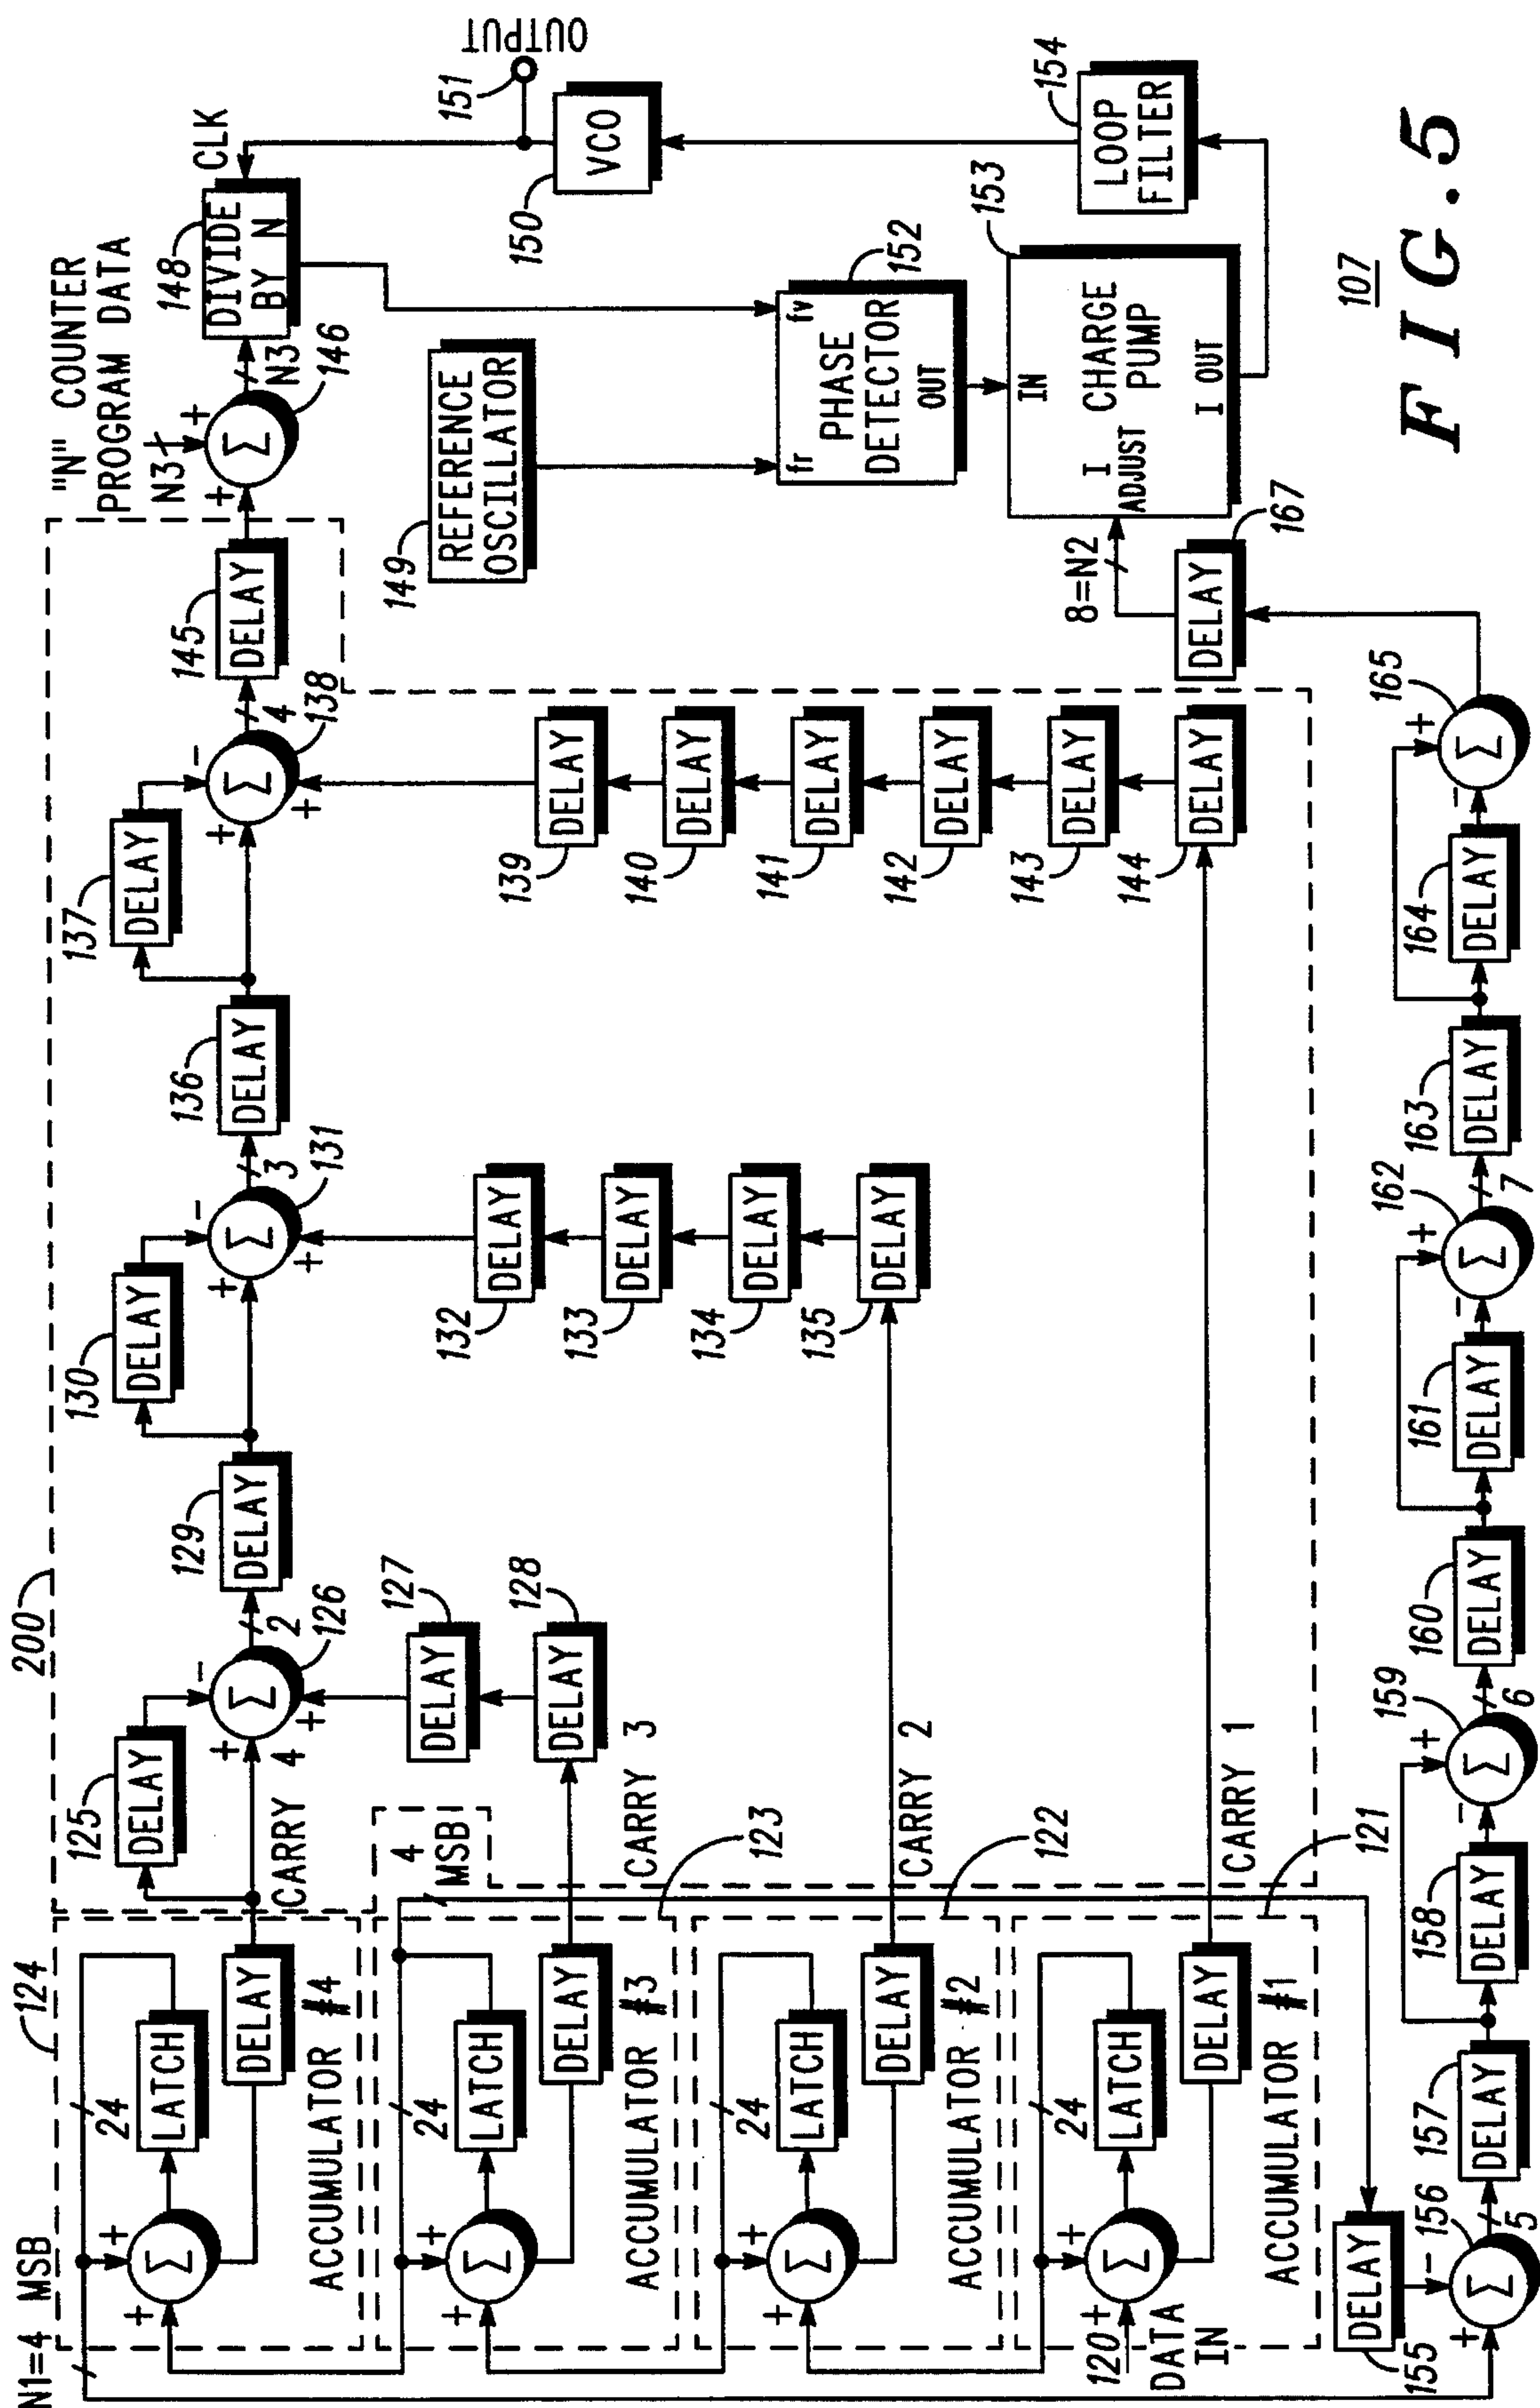 N1=4 MSB
124
24
LATCH
DELAY
ACCUMULATOR #4
24
LATCH
DELAY
ACCUMULATOR #3
24
LATCH
DELAY
ACCUMULATOR #2
120
DATA IN
24
LATCH
DELAY
ACCUMULATOR #1
200
125
DELAY
CARRY 4
126
2
127
DELAY
128
DELAY
4 MSB
CARRY 3
123
CARRY 2
122
CARRY 1
121
129
DELAY
130
DELAY
131
3
132
DELAY
133
DELAY
134
DELAY
135
DELAY
136
DELAY
137
DELAY
138
4
139
DELAY
140
DELAY
141
DELAY
142
DELAY
143
DELAY
144
DELAY
145
DELAY
"N" COUNTER
PROGRAM DATA
N3
146
N3
148
DIVIDE
BY N
CLK
151
OUTPUT
150
VCO
149
REFERENCE
OSCILLATOR
fr
fv
PHASE
DETECTOR
OUT
152
153
IN
I
CHARGE
PUMP
ADJUST
I OUT
154
LOOP
FILTER
8=N2
167
DELAY
155
DELAY
156
5
157
DELAY
158
DELAY
159
6
160
DELAY
161
DELAY
162
7
163
DELAY
164
DELAY
165
107
FIG. 5